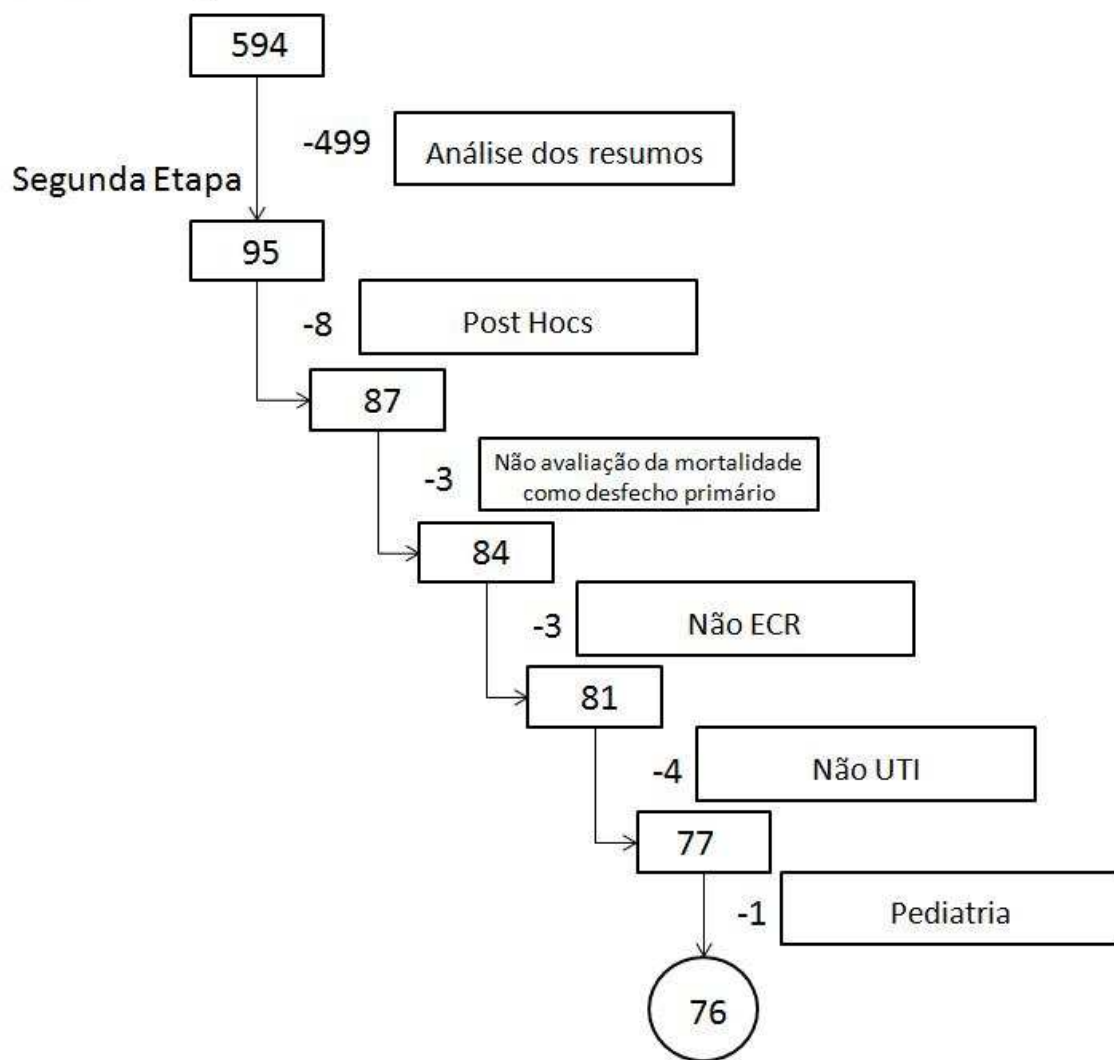 594
-499
Análise dos resumos
Segunda Etapa
95
-8
Post Hocs
87
-3
Não avaliação da mortalidade
como desfecho primário
84
-3
Não ECR
81
-4
Não UTI
77
-1
Pediatria
76